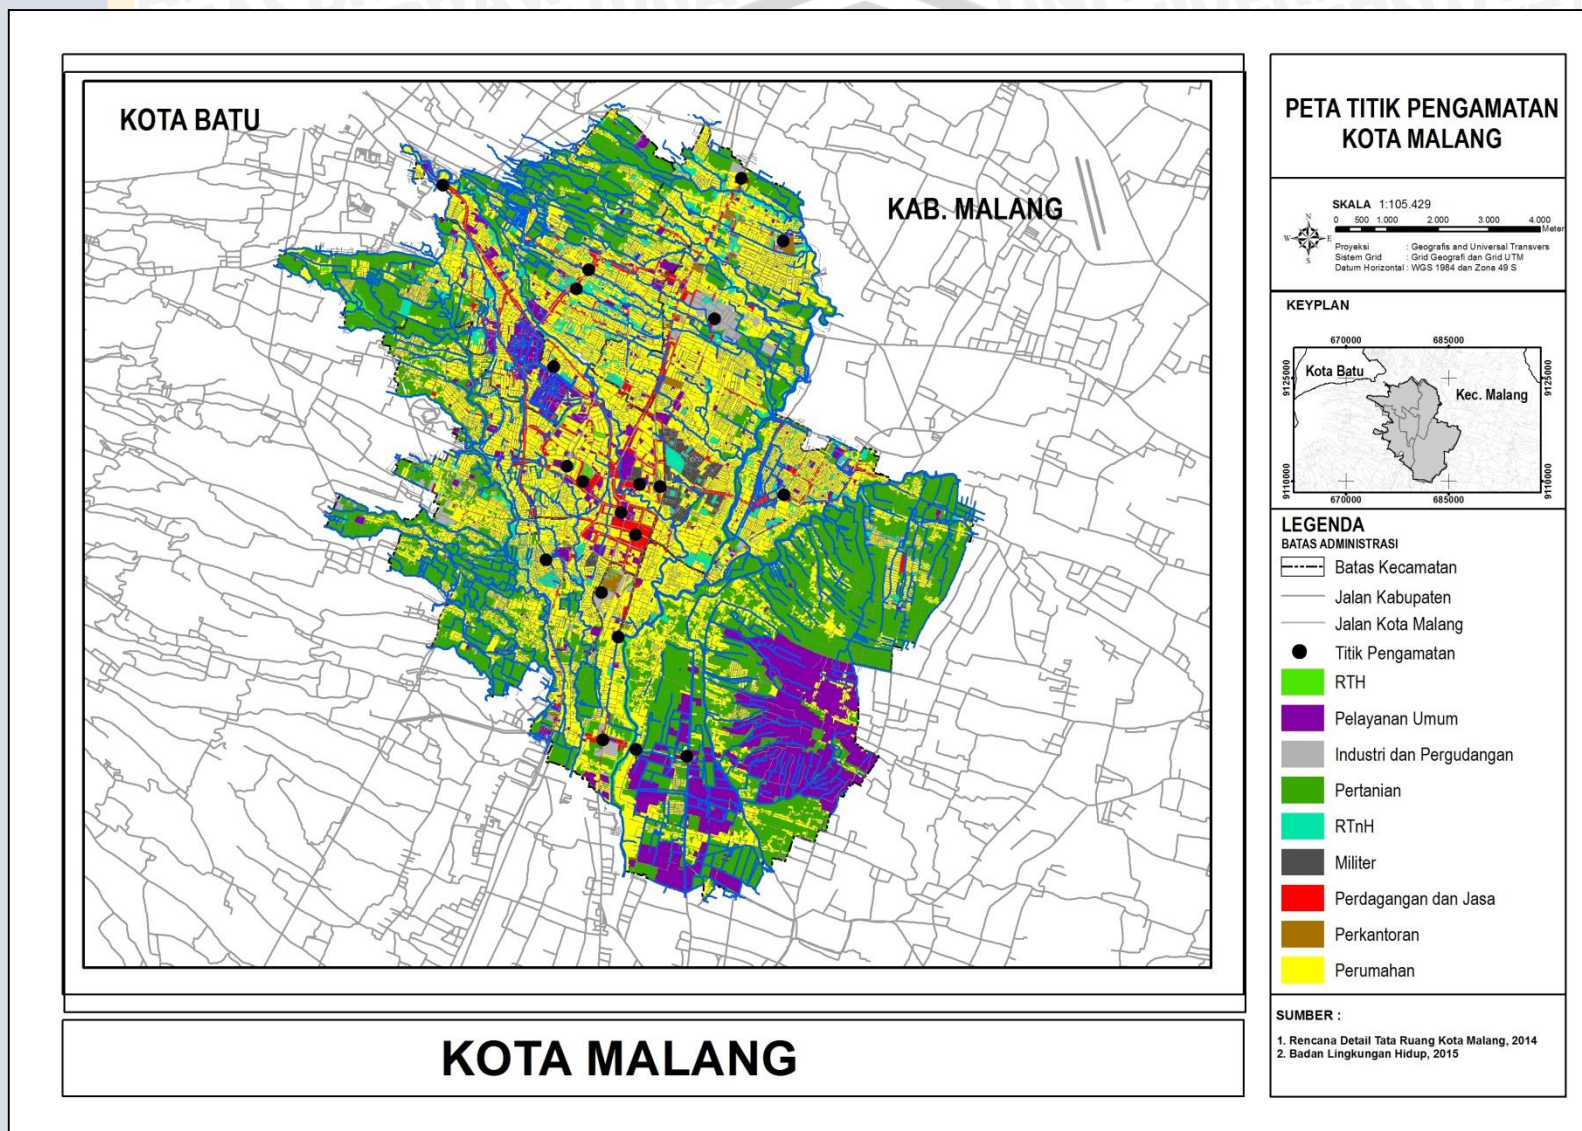 KOTA BATU
KAB. MALANG
KOTA MALANG
PETA TITIK PENGAMATAN
KOTA MALANG
SKALA 1:105.429
0 500 1.000 2.000 3.000 4.000
Meter
N
W E
S
Proyeksi : Geografis and Universal Transvers
Sistem Grid : Grid Geografi dan Grid UTM
Datum Horizontal : WGS 1984 dan Zona 49 S
KEYPLAN
670000 685000
9125000 9125000
Kota Batu
Kec. Malang
9110000 9110000
670000 685000
LEGENDA
BATAS ADMINISTRASI
Batas Kecamatan
Jalan Kabupaten
Jalan Kota Malang
Titik Pengamatan
RTH
Pelayanan Umum
Industri dan Pergudangan
Pertanian
RTnH
Militer
Perdagangan dan Jasa
Perkantoran
Perumahan
SUMBER :
1. Rencana Detail Tata Ruang Kota Malang, 2014
2. Badan Lingkungan Hidup, 2015